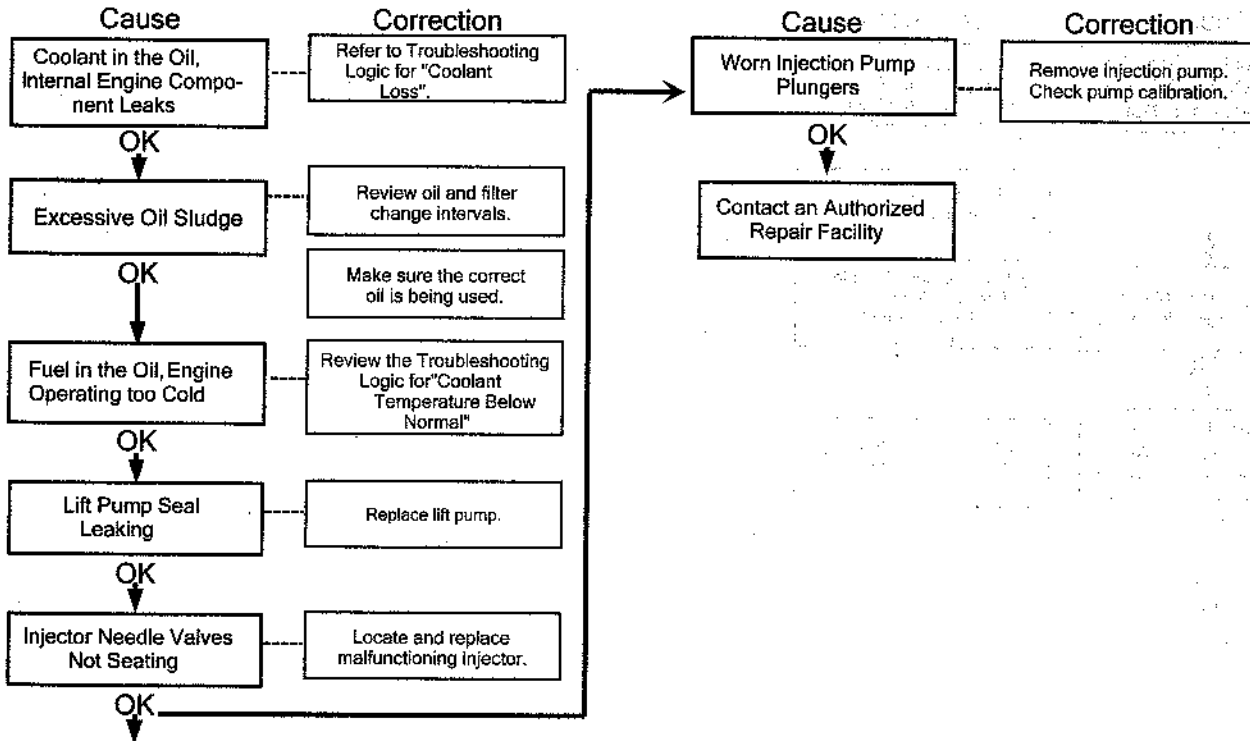 Cause
Correction
Coolant in the Oil,
Internal Engine Compo-
nent Leaks
Refer to Troubleshooting
Logic for "Coolant
Loss".
OK
Excessive Oil Sludge
Review oil and filter
change intervals.
Make sure the correct
oil is being used.
OK
Fuel in the Oil, Engine
Operating too Cold
Review the Troubleshooting
Logic for"Coolant
Temperature Below
Normal"
OK
Lift Pump Seal
Leaking
Replace lift pump.
OK
Injector Needle Valves
Not Seating
Locate and replace
malfunctioning injector.
OK
Cause
Correction
Worn Injection Pump
Plungers
Remove injection pump.
Check pump calibration.
OK
Contact an Authorized
Repair Facility